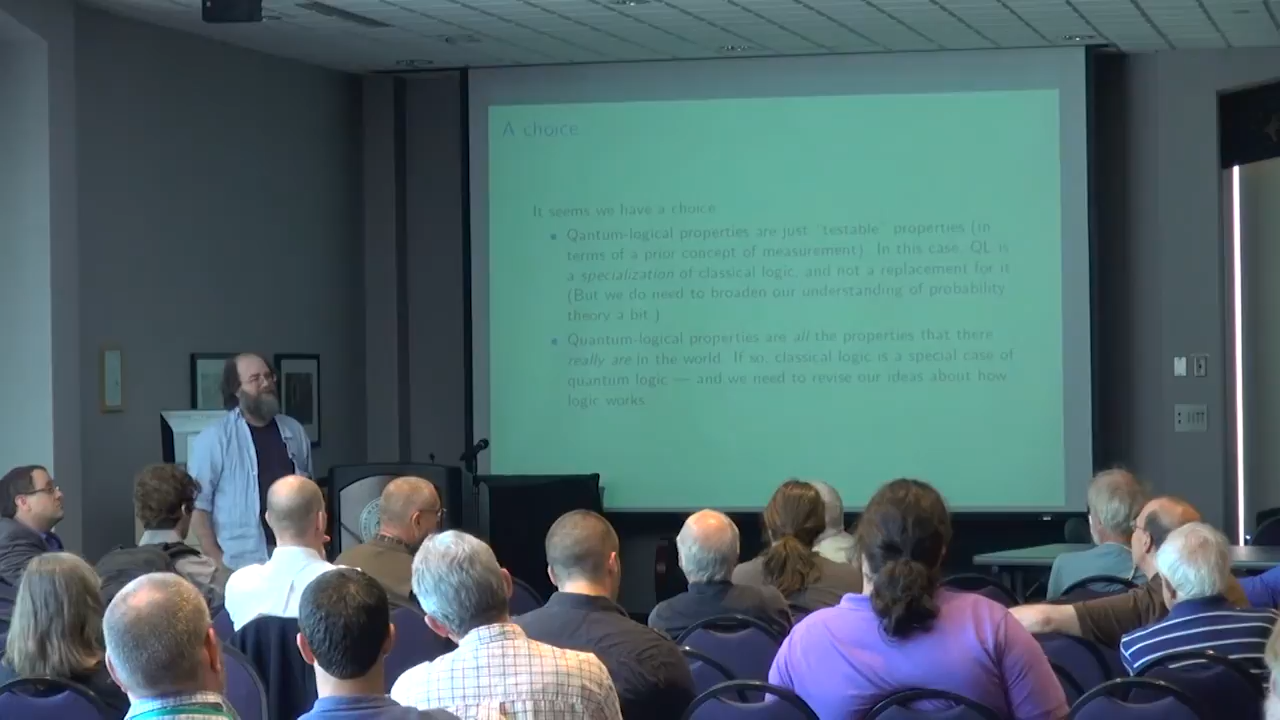 A choice.
It seems we have a choice
• Qantum-logical properties are just "testable" properties (in
terms of a prior concept of measurement). In this case, QL is
a specialization of classical logic, and not a replacement for it
(But we do need to broaden our understanding of probability
theory a bit.)
• Quantum-logical properties are all the properties that there
really are in the world. If so, classical logic is a special case of
quantum logic — and we need to revise our ideas about how
logic works.